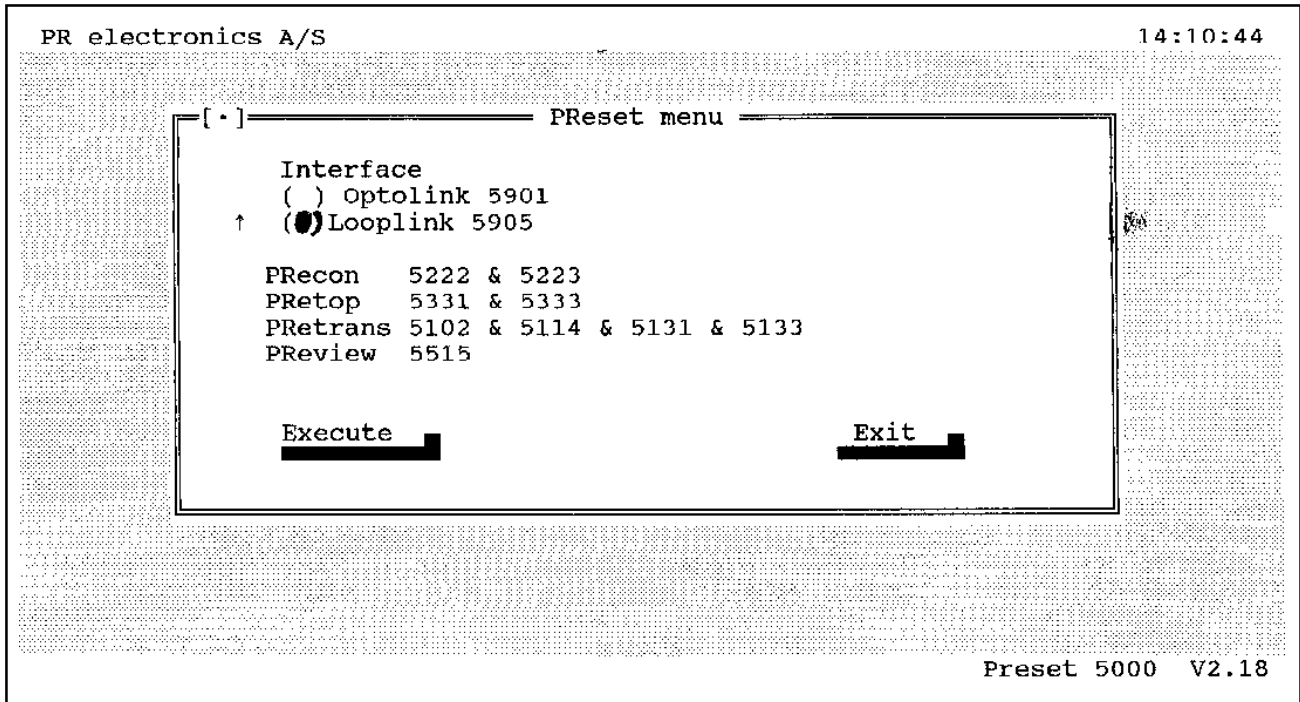 PR electronics A/S 14:10:44
[·] PReset menu
Interface
( ) Optolink 5901
↑ (●) Looplink 5905
PRecon 5222 & 5223
PRetop 5331 & 5333
PRetrans 5102 & 5114 & 5131 & 5133
PReview 5515
Execute Exit
Preset 5000 V2.18